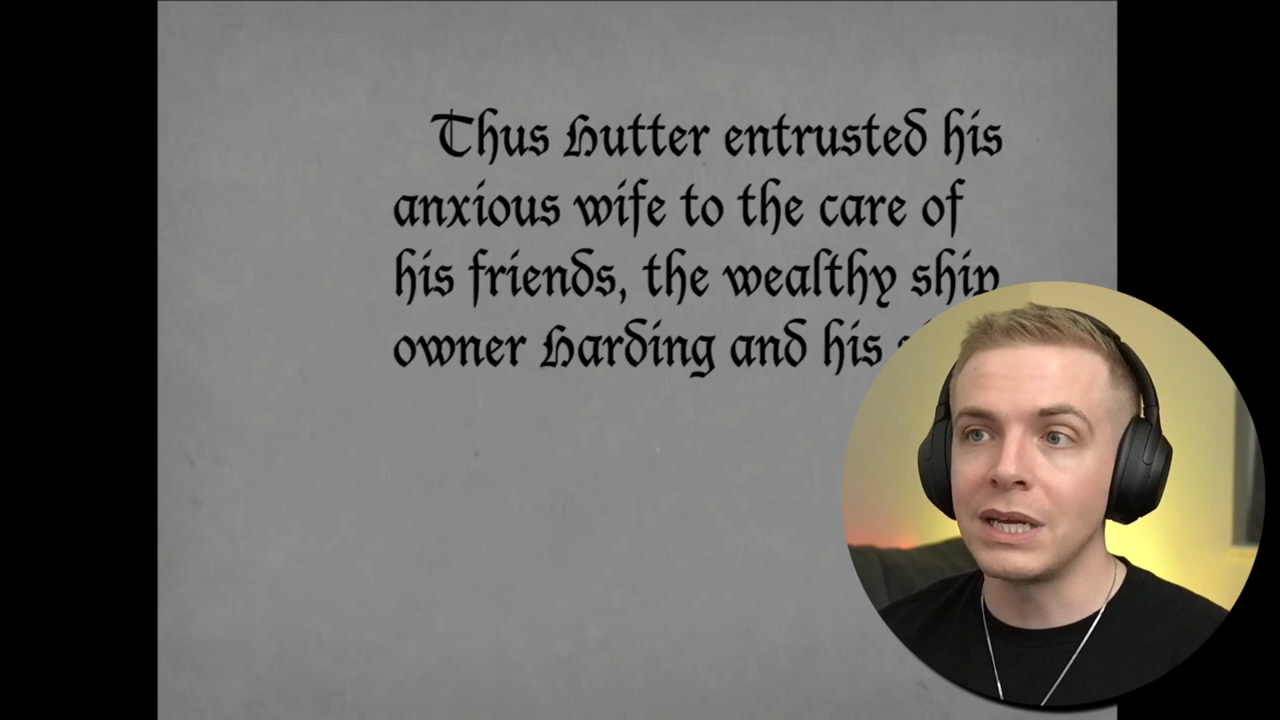 Thus Hutter entrusted his
anxious wife to the care of
his friends, the wealthy ship
owner Harding and his